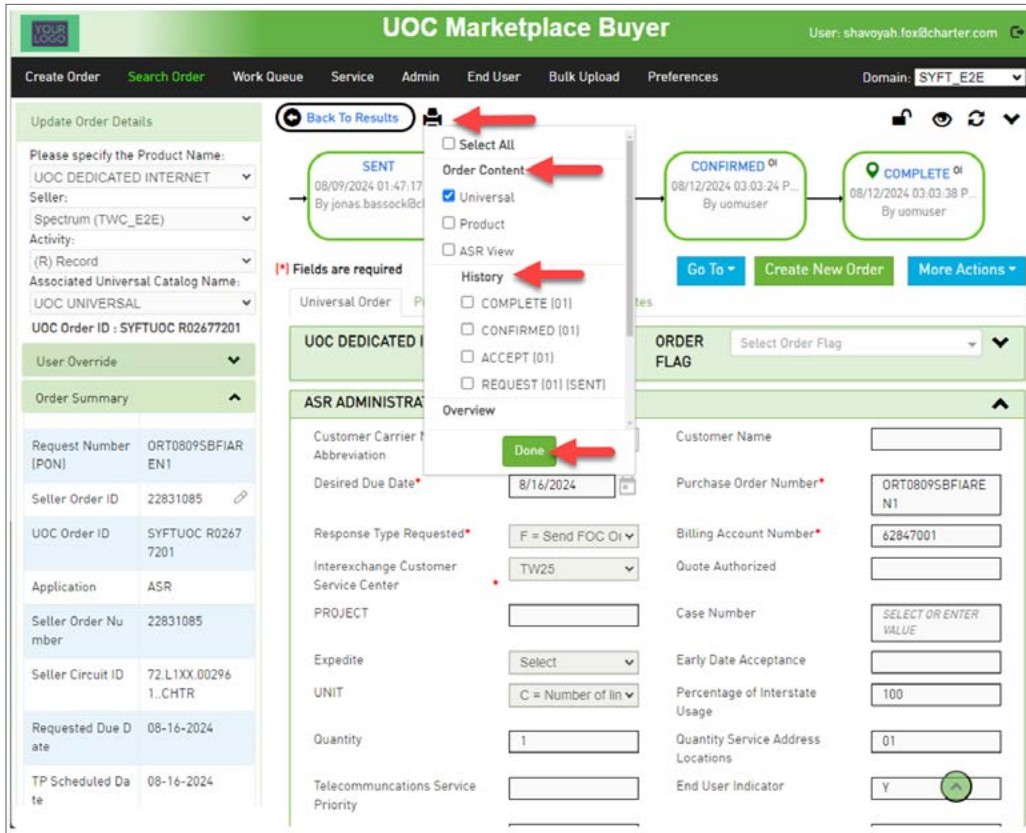 YOUR
LOGO
UOC Marketplace Buyer
User: shavoyah.fox@charter.com
Create Order Search Order Work Queue Service Admin End User Bulk Upload Preferences Domain: SYFT_E2E
Update Order Details
Please specify the Product Name:
UOC DEDICATED INTERNET
Seller:
Spectrum (TWC_E2E)
Activity:
(R) Record
Associated Universal Catalog Name:
UOC UNIVERSAL
UOC Order ID : SYFTUOC R02677201
User Override
Order Summary
Request Number (PON) ORT0809SBFIAR
EN1
Seller Order ID 22831085
UOC Order ID SYFTUOC R0267
7201
Application ASR
Seller Order Nu
mber 22831085
Seller Circuit ID 72.L1XX.00296
1..CHTR
Requested Due D
ate 08-16-2024
TP Scheduled Da
te 08-16-2024
Back To Results
SENT
08/09/2024 01:47:17
By jonas.bassock@cl
CONFIRMED 01
08/12/2024 03:03:24 P...
By uomuser
COMPLETE 01
08/12/2024 03:03:38 P...
By uomuser
Select All
Order Content
Universal
Product
ASR View
History
COMPLETE (01)
CONFIRMED (01)
ACCEPT (01)
REQUEST (01) (SENT)
Overview
Done
[*] Fields are required
Go To Create New Order More Actions
Universal Order
UOC DEDICATED ORDER
FLAG Select Order Flag
ASR ADMINISTRA
Customer Carrier
Abbreviation
Customer Name
Desired Due Date* 8/16/2024
Purchase Order Number* ORT0809SBFIARE
N1
Response Type Requested* F = Send FOC
Billing Account Number* 62847001
Interexchange Customer
Service Center * TW25
Quote Authorized
PROJECT
Case Number SELECT OR ENTER
VALUE
Expedite Select
Early Date Acceptance
UNIT C = Number of lin
Percentage of Interstate
Usage 100
Quantity 1
Quantity Service Address
Locations 01
Telecommuncations Service
Priority
End User Indicator Y